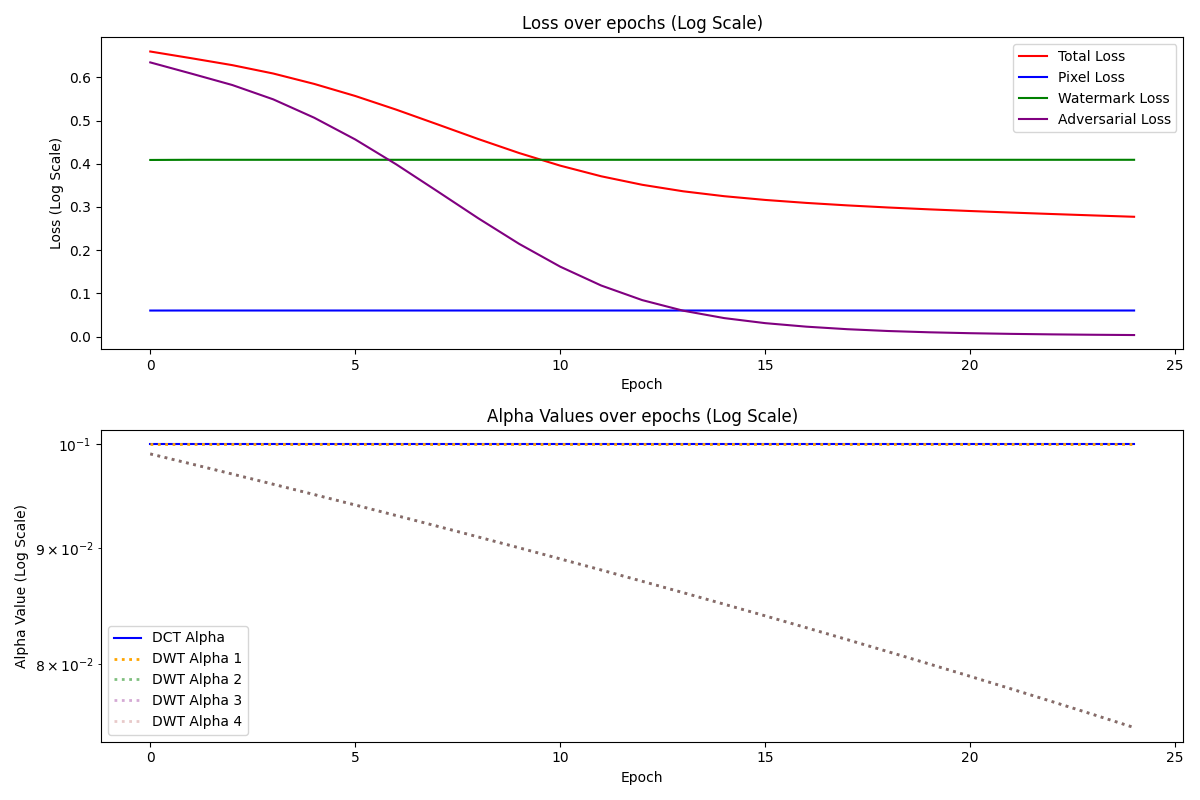 Loss over epochs (Log Scale)
Loss (Log Scale)
0.6
0.5
0.4
0.3
0.2
0.1
0.0
Total Loss
Pixel Loss
Watermark Loss
Adversarial Loss
0 5 10 15 20 25
Epoch
Alpha Values over epochs (Log Scale)
Alpha Value (Log Scale)
10⁻¹
9 × 10⁻²
8 × 10⁻²
DCT Alpha
DWT Alpha 1
DWT Alpha 2
DWT Alpha 3
DWT Alpha 4
0 5 10 15 20 25
Epoch